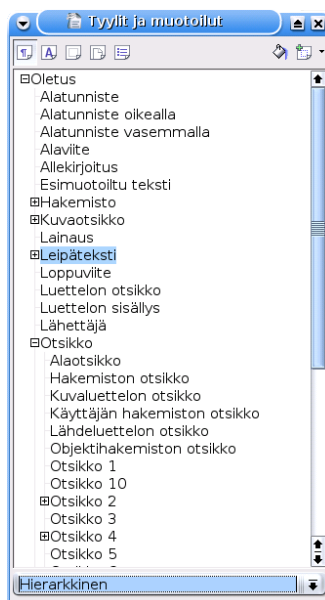 Tyylit ja muotoilut
Oletus
Alatunniste
Alatunniste oikealla
Alatunniste vasemmalla
Alaviite
Allekirjoitus
Esimuotoiltu teksti
Hakemisto
Kuvaotsikko
Lainaus
Leipäteksti
Loppuviite
Luettelon otsikko
Luettelon sisällys
Lähettäjä
Otsikko
Alaotsikko
Hakemiston otsikko
Kuvaluettelon otsikko
Käyttäjän hakemiston otsikko
Lähdeluettelon otsikko
Objektihakemiston otsikko
Otsikko 1
Otsikko 10
Otsikko 2
Otsikko 3
Otsikko 4
Otsikko 5
Hierarkkinen